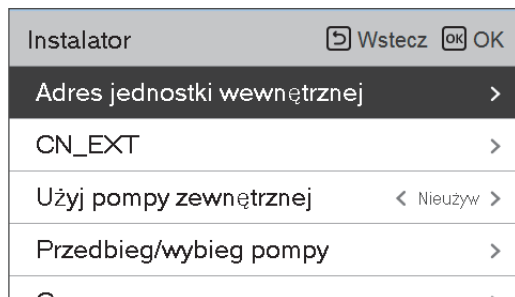 Instalator Wstecz OK OK
Adres jednostki wewnętrznej
CN_EXT
Użyj pompy zewnętrznej Nieużyw
Przedbieg/wybieg pompy